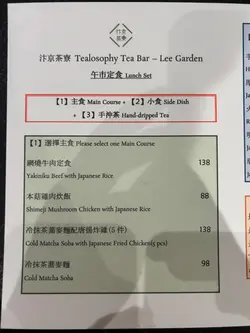 汴京
茶寮
汴京茶寮 Tealosophy Tea Bar – Lee Garden
午市定食 Lunch Set
【1】主食 Main Course + 【2】小食 Side Dish
+ 【3】手沖茶 Hand-dripped Tea
【1】選擇主食 Please select one Main Course
網燒牛肉定食 138
Yakiniku Beef with Japanese Rice
本菇雞肉炊飯 88
Shimeji Mushroom Chicken with Japanese Rice
冷抹茶蕎麥麵配唐揚炸雞 (5 件) 138
Cold Matcha Soba with Japanese Fried Chicken(5 pcs)
冷抹茶蕎麥麵 98
Cold Matcha Soba